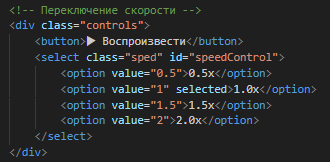 <!-- Переключение скорости -->
<div class="controls">
    <button>▶ Воспроизвести</button>
    <select class="sped" id="speedControl">
        <option value="0.5">0.5x</option>
        <option value="1" selected>1.0x</option>
        <option value="1.5">1.5x</option>
        <option value="2">2.0x</option>
    </select>
</div>